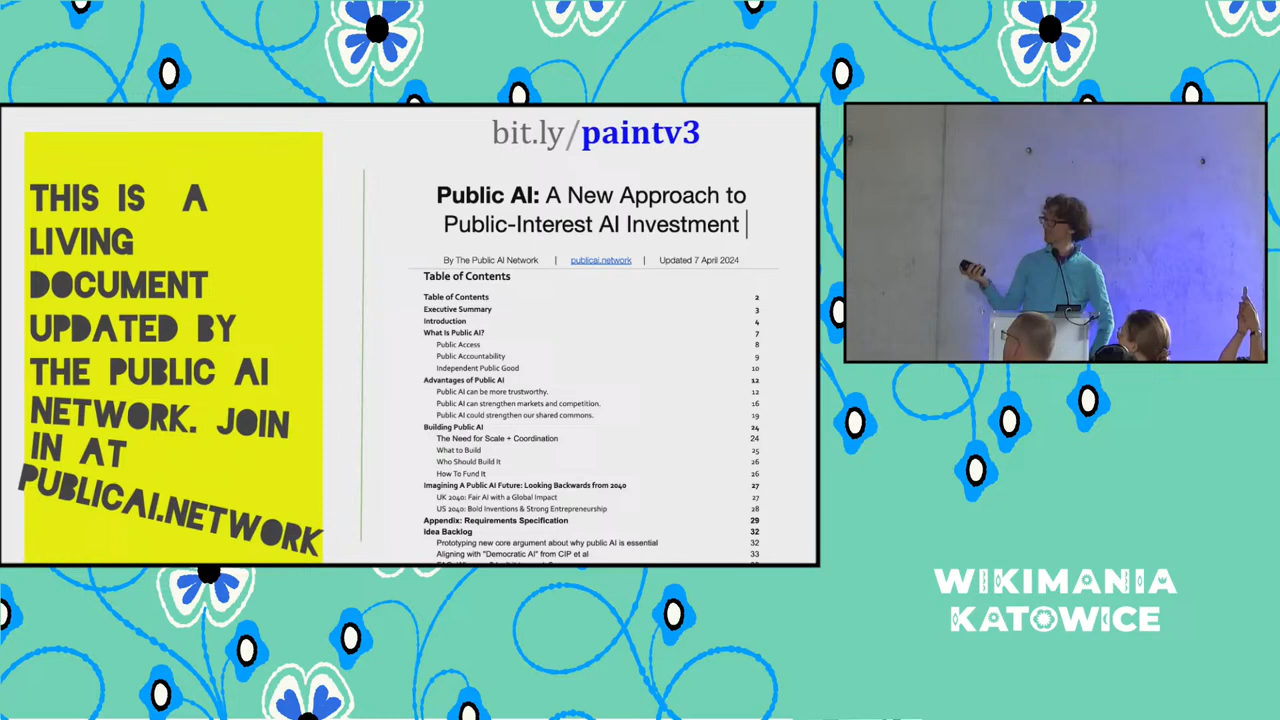 THIS IS A
LIVING
DOCUMENT
UPDATED BY
THE PUBLIC AI
NETWORK. JOIN
IN AT
PUBLICAI.NETWORK
bit.ly/paintv3
Public AI: A New Approach to
Public-Interest AI Investment
By The Public AI Network | publicai.network | Updated 7 April 2024
Table of Contents
Table of Contents 2
Executive Summary 3
Introduction 4
What Is Public AI? 7
Public Access 8
Public Accountability 9
Independent Public Good 10
Advantages of Public AI 12
Public AI can be more trustworthy. 12
Public AI can strengthen markets and competition. 16
Public AI could strengthen our shared commons. 19
Building Public AI 24
The Need for Scale + Coordination 24
What to Build 25
Who Should Build It 26
How To Fund It 26
Imagining A Public AI Future: Looking Backwards from 2040 27
UK 2040: Fair AI with a Global Impact 27
US 2040: Bold Inventions & Strong Entrepreneurship 28
Appendix: Requirements Specification 29
Idea Backlog 32
Prototyping new core argument about why public AI is essential 32
Aligning with "Democratic AI" from CIP et al 33
WIKIMANIA
KATOWICE